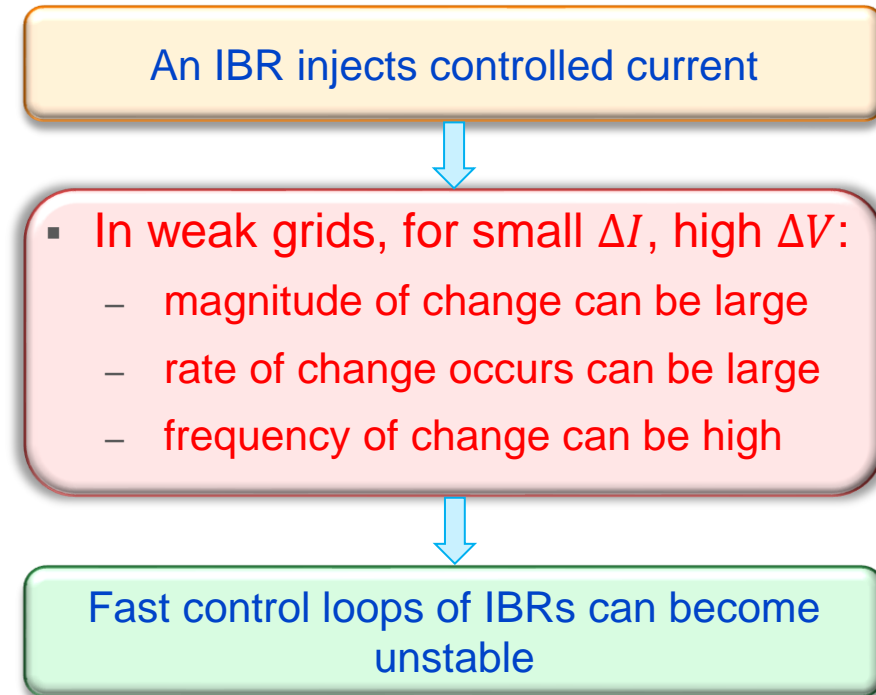 An IBR injects controlled current
▪ In weak grids, for small Δ𝐼, high Δ𝑉:
– magnitude of change can be large
– rate of change occurs can be large
– frequency of change can be high
Fast control loops of IBRs can become
unstable